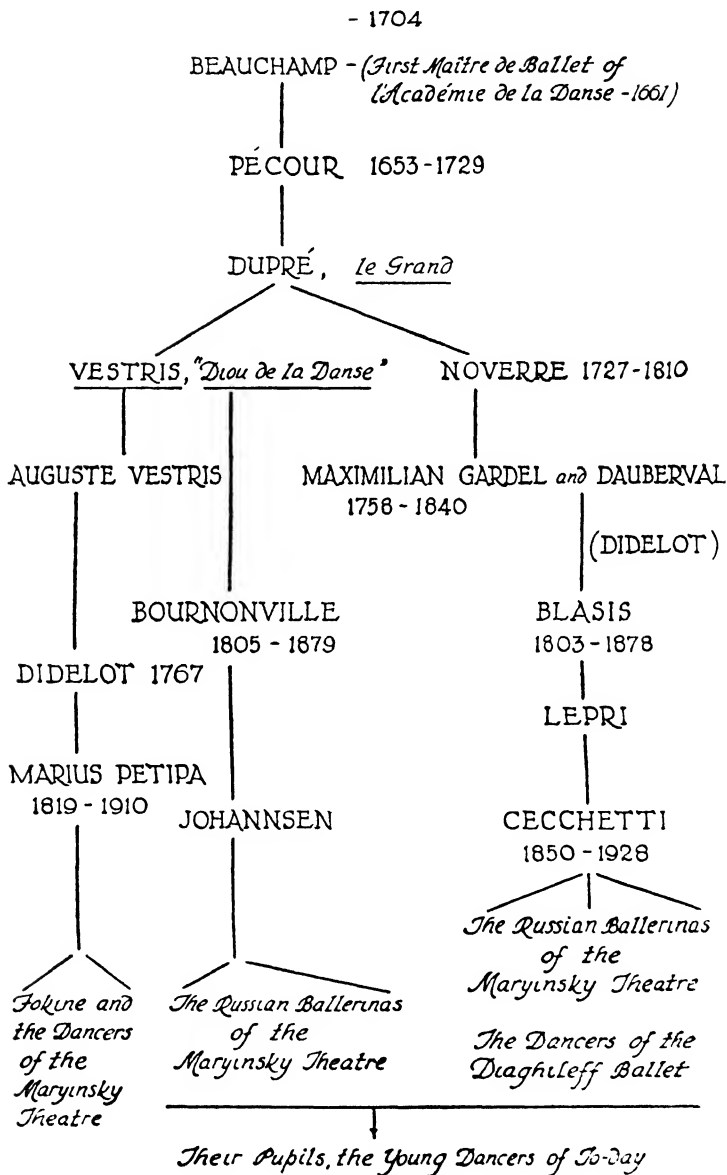 - 1704
BEAUCHAMP - (First Maître de Ballet of
l'Académie de la Danse - 1661)
PÉCOUR 1653 - 1729
DUPRÉ, le Grand
VESTRIS, "Diou de la Danse"
NOVERRE 1727 - 1810
AUGUSTE VESTRIS
MAXIMILIAN GARDEL and DAUBERVAL
1758 - 1840
(DIDELOT)
BOURNONVILLE
1805 - 1879
BLASIS
1803 - 1878
DIDELOT 1767
LEPRI
MARIUS PETIPA
1819 - 1910
JOHANNSEN
CECCHETTI
1850 - 1928
Fokine and
the Dancers
of the
Maryinsky
Theatre
The Russian Ballerinas
of the
Maryinsky Theatre
The Russian Ballerinas
of the
Maryinsky Theatre
The Dancers of the
Diaghileff Ballet
Their Pupils, the Young Dancers of To-day